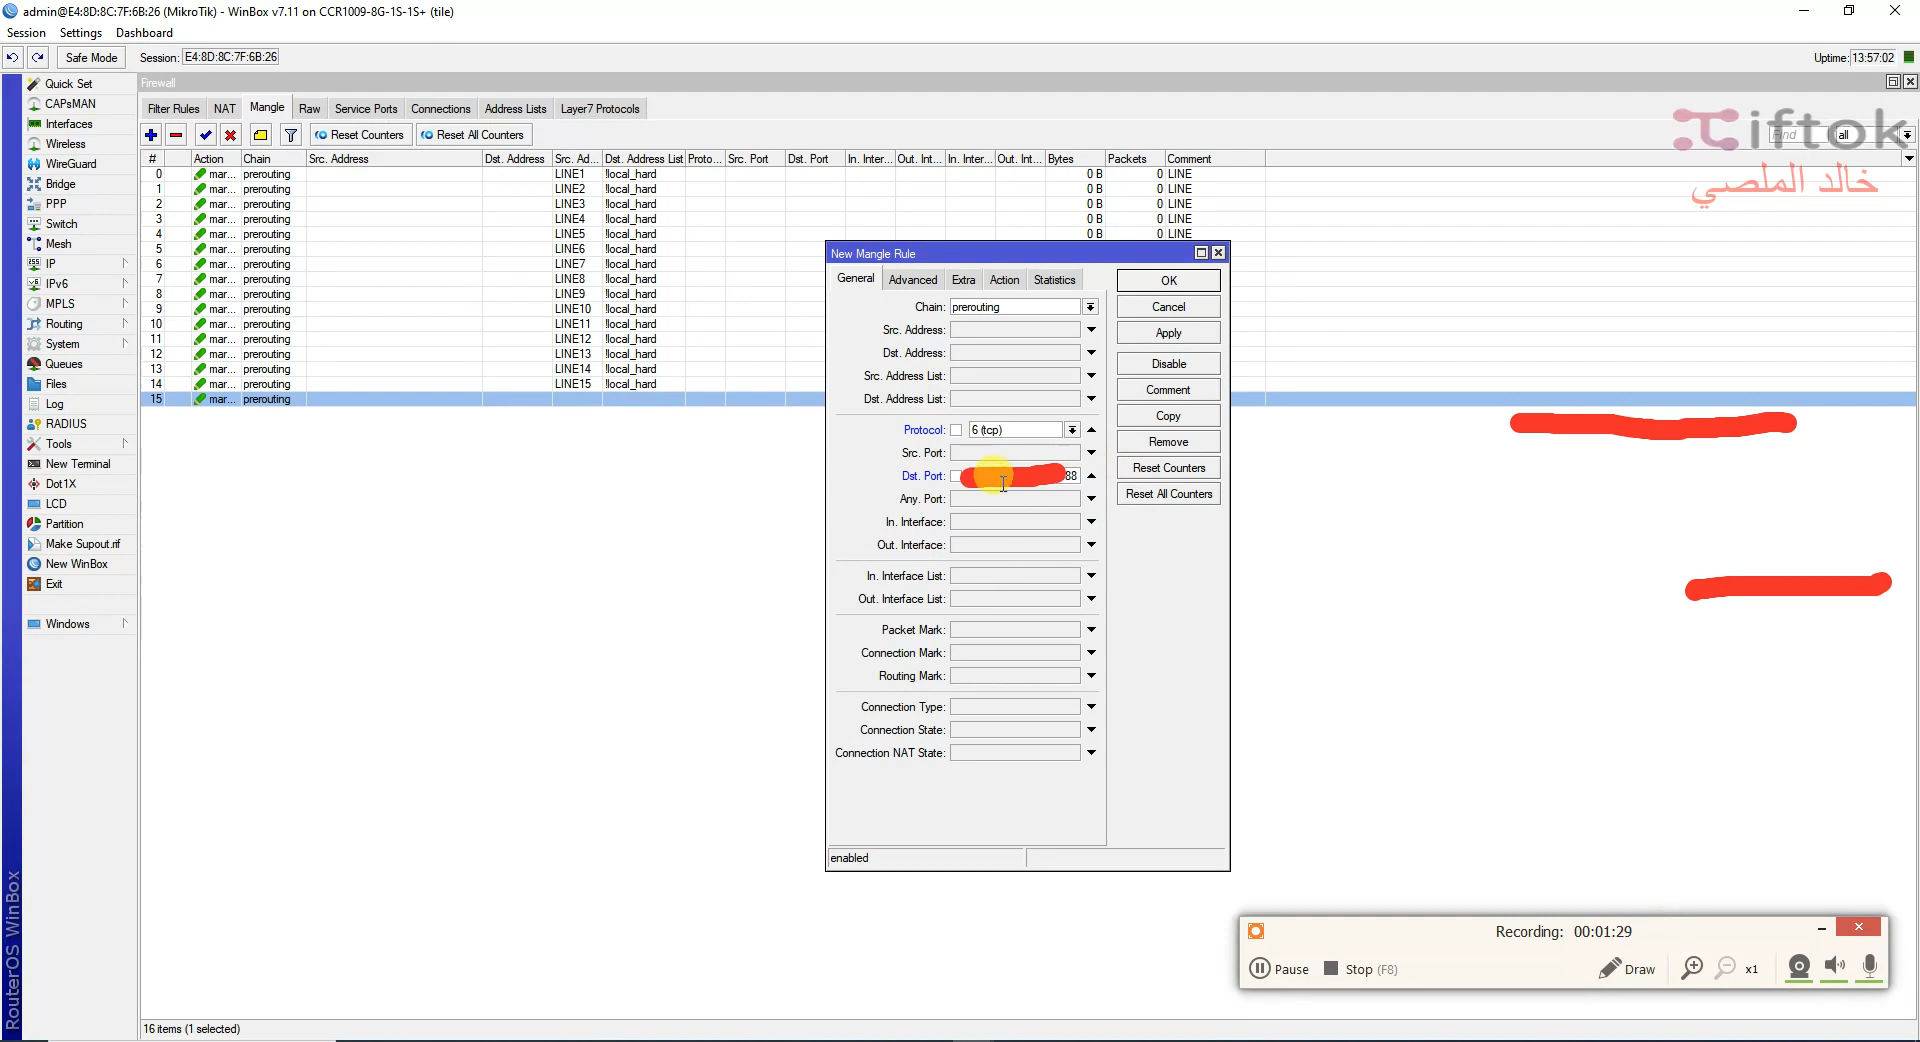 admin@E4:8D:8C:7F:6B:26 (MikroTik) - WinBox v7.11 on CCR1009-8G-1S-1S+ (tile)
Session Settings Dashboard
Safe Mode Session: E4:8D:8C:7F:6B:26 Uptime: 13:57:02
Quick Set
CAPsMAN
Interfaces
Wireless
WireGuard
Bridge
PPP
Switch
Mesh
IP
IPv6
MPLS
Routing
System
Queues
Files
Log
RADIUS
Tools
New Terminal
Dot1X
LCD
Partition
Make Supout.rif
New WinBox
Exit
Windows
RouterOS WinBox
Firewall
Filter Rules NAT Mangle Raw Service Ports Connections Address Lists Layer7 Protocols
Reset Counters Reset All Counters Find all
iftok
خالد الملصي
# Action Chain Src. Address Dst. Address Src. Ad... Dst. Address List Proto... Src. Port Dst. Port In. Inter... Out. Int... In. Inter... Out. Int... Bytes Packets Comment
0 mar... prerouting LINE1 !local_hard 0 B 0 LINE
1 mar... prerouting LINE2 !local_hard 0 B 0 LINE
2 mar... prerouting LINE3 !local_hard 0 B 0 LINE
3 mar... prerouting LINE4 !local_hard 0 B 0 LINE
4 mar... prerouting LINE5 !local_hard 0 B 0 LINE
5 mar... prerouting LINE6 !local_hard
6 mar... prerouting LINE7 !local_hard
7 mar... prerouting LINE8 !local_hard
8 mar... prerouting LINE9 !local_hard
9 mar... prerouting LINE10 !local_hard
10 mar... prerouting LINE11 !local_hard
11 mar... prerouting LINE12 !local_hard
12 mar... prerouting LINE13 !local_hard
13 mar... prerouting LINE14 !local_hard
14 mar... prerouting LINE15 !local_hard
15 mar... prerouting
New Mangle Rule
General Advanced Extra Action Statistics
Chain: prerouting
Src. Address:
Dst. Address:
Src. Address List:
Dst. Address List:
Protocol: 6 (tcp)
Src. Port:
Dst. Port: 88
Any. Port:
In. Interface:
Out. Interface:
In. Interface List:
Out. Interface List:
Packet Mark:
Connection Mark:
Routing Mark:
Connection Type:
Connection State:
Connection NAT State:
OK
Cancel
Apply
Disable
Comment
Copy
Remove
Reset Counters
Reset All Counters
enabled
Recording: 00:01:29
Pause Stop (F8) Draw x1
16 items (1 selected)